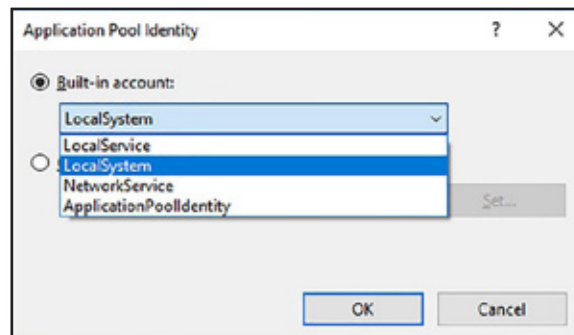 Application Pool Identity
? X
Built-in account:
LocalSystem
LocalService
LocalSystem
NetworkService
ApplicationPoolIdentity
Set...
OK
Cancel